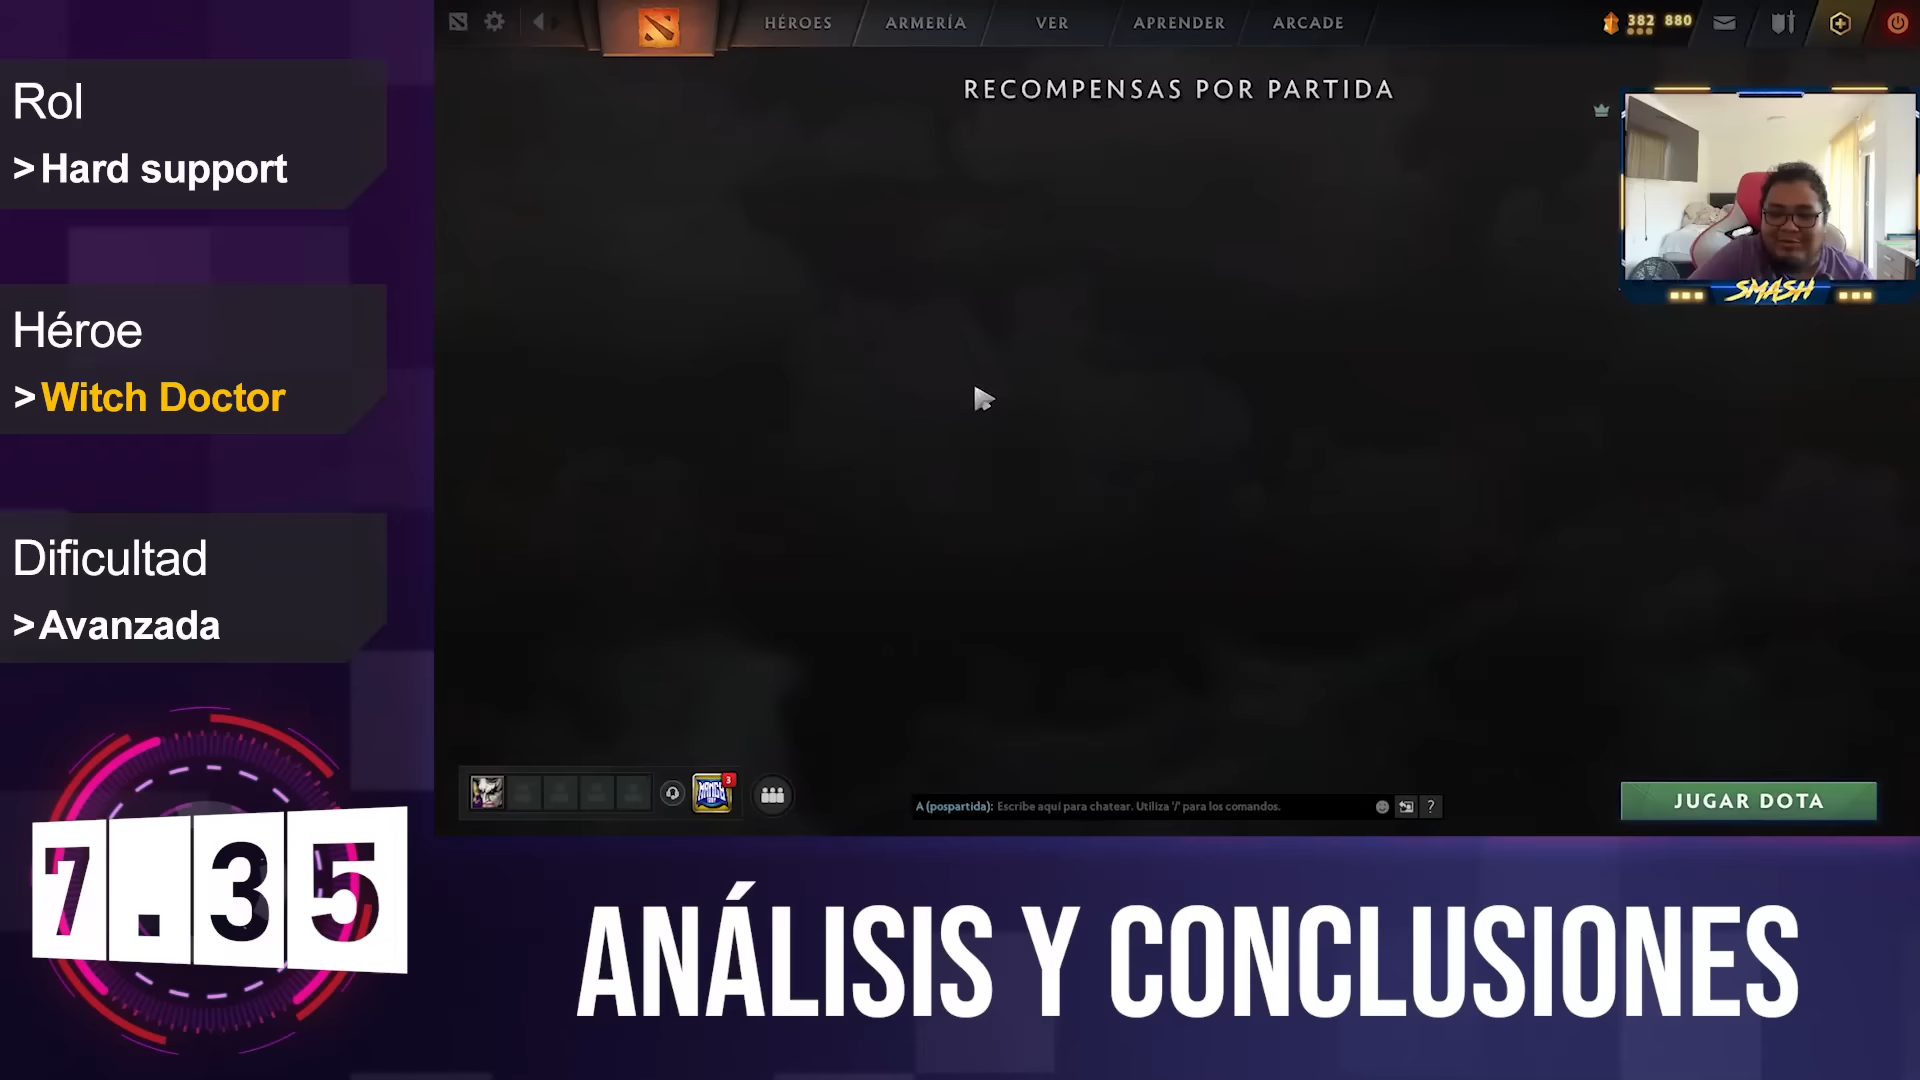 HÉROES
ARMERÍA
VER
APRENDER
ARCADE
382 880
RECOMPENSAS POR PARTIDA
Rol
>Hard support
SMASH
Héroe
>Witch Doctor
Dificultad
>Avanzada
3
A (pospartida): Escribe aquí para chatear. Utiliza '/' para los comandos.
?
JUGAR DOTA
7.35
ANÁLISIS Y CONCLUSIONES